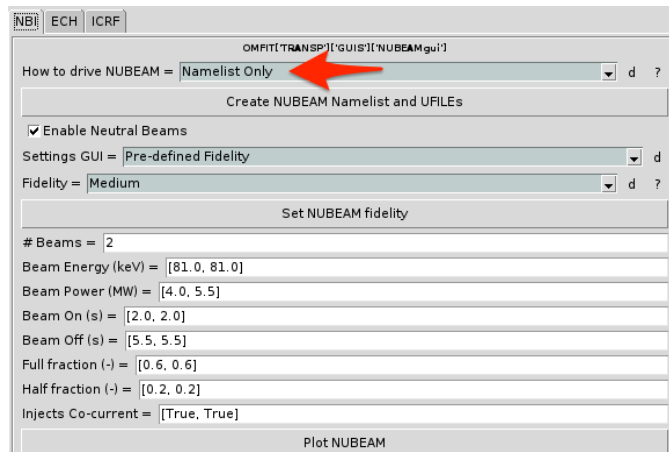 NBI ECH ICRF
OMFIT['TRANSP']['GUIS']['NUBEAMgui']
How to drive NUBEAM = Namelist Only d ?
Create NUBEAM Namelist and UFILEs
Enable Neutral Beams
Settings GUI = Pre-defined Fidelity d
Fidelity = Medium d ?
Set NUBEAM fidelity
# Beams = 2
Beam Energy (keV) = [81.0, 81.0]
Beam Power (MW) = [4.0, 5.5]
Beam On (s) = [2.0, 2.0]
Beam Off (s) = [5.5, 5.5]
Full fraction (-) = [0.6, 0.6]
Half fraction (-) = [0.2, 0.2]
Injects Co-current = [True, True]
Plot NUBEAM